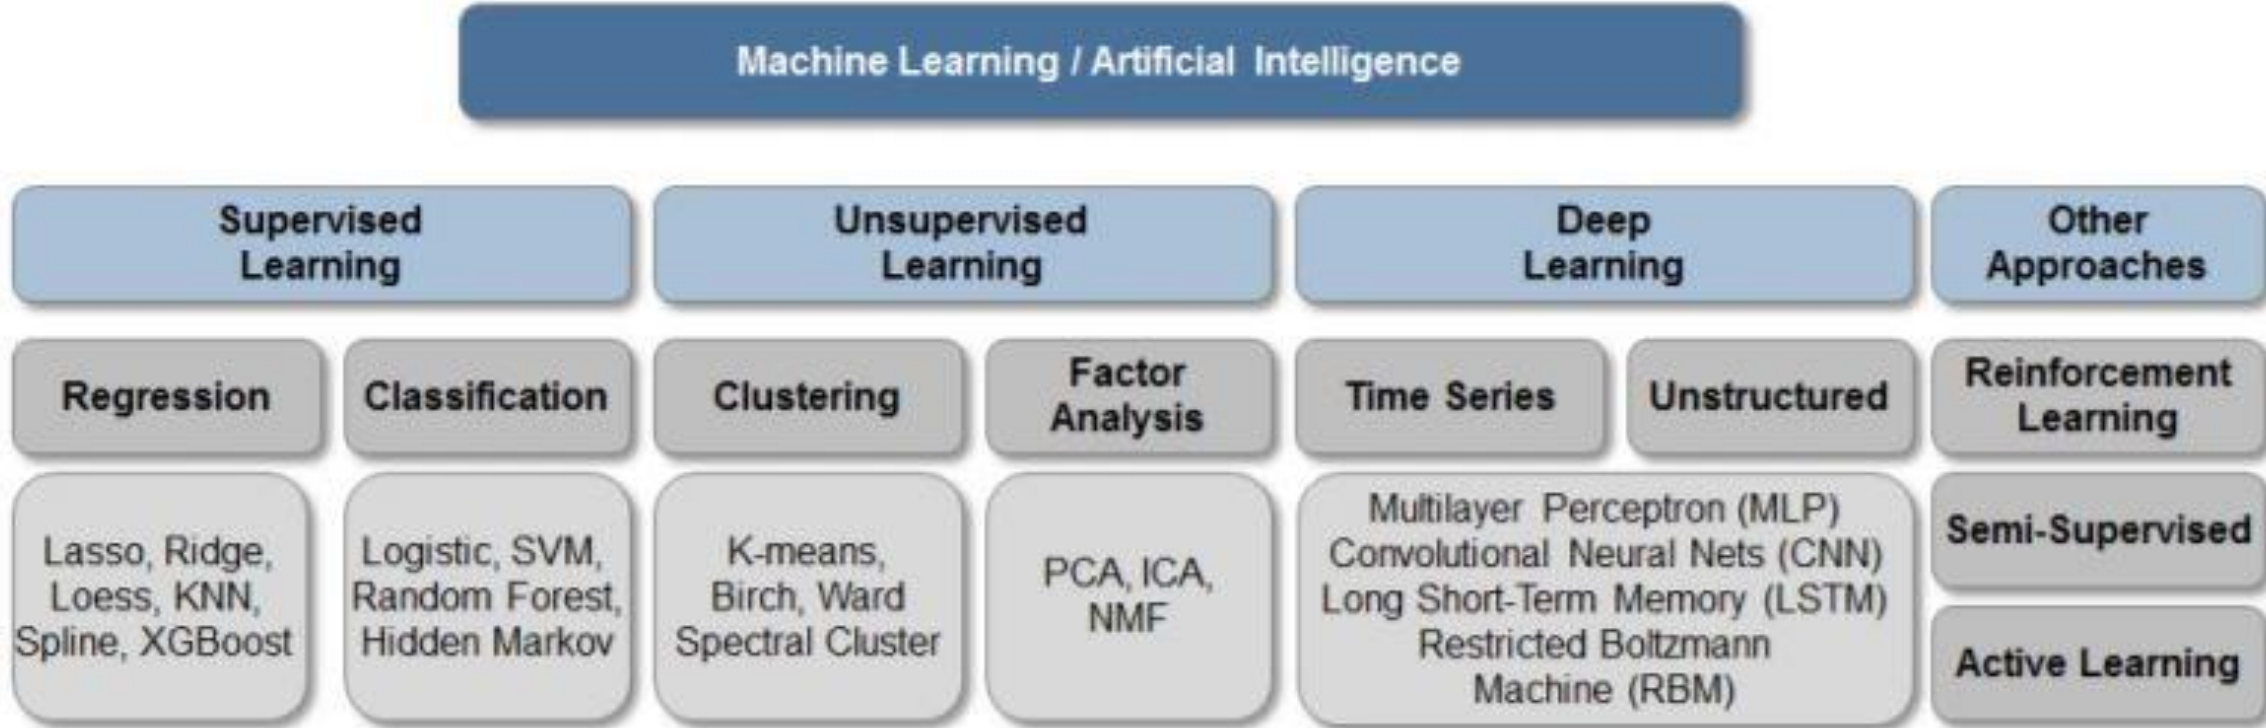 Machine Learning / Artificial Intelligence
Supervised
Learning
Unsupervised
Learning
Deep
Learning
Other
Approaches
Regression
Classification
Clustering
Factor
Analysis
Time Series
Unstructured
Reinforcement
Learning
Lasso, Ridge,
Loess, KNN,
Spline, XGBoost
Logistic, SVM,
Random Forest,
Hidden Markov
K-means,
Birch, Ward
Spectral Cluster
PCA, ICA,
NMF
Multilayer Perceptron (MLP)
Convolutional Neural Nets (CNN)
Long Short-Term Memory (LSTM)
Restricted Boltzmann
Machine (RBM)
Semi-Supervised
Active Learning